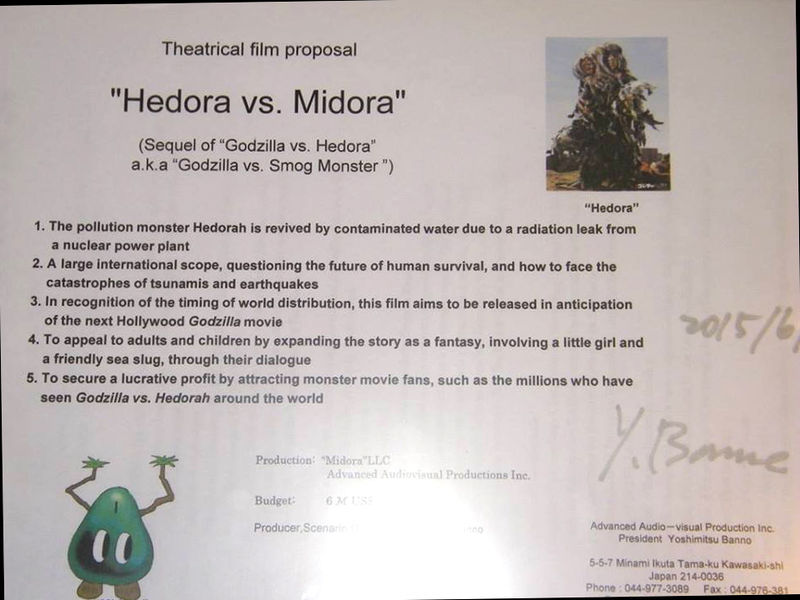 Theatrical film proposal
"Hedora vs. Midora"
(Sequel of “Godzilla vs. Hedora”
a.k.a “Godzilla vs. Smog Monster ”)
“Hedora”
1. The pollution monster Hedorah is revived by contaminated water due to a radiation leak from
a nuclear power plant
2. A large international scope, questioning the future of human survival, and how to face the
catastrophes of tsunamis and earthquakes
3. In recognition of the timing of world distribution, this film aims to be released in anticipation
of the next Hollywood Godzilla movie
4. To appeal to adults and children by expanding the story as a fantasy, involving a little girl and
a friendly sea slug, through their dialogue
5. To secure a lucrative profit by attracting monster movie fans, such as the millions who have
seen Godzilla vs. Hedorah around the world
2015/6/
Y. Banno
Production: “Midora”LLC
Advanced Audiovisual Productions Inc.
Budget: 6 M US$
Producer,Scenario
Advanced Audio－visual Production Inc.
President Yoshimitsu Banno
5-5-7 Minami Ikuta Tama-ku Kawasaki-shi
Japan 214-0036
Phone : 044-977-3089 Fax : 044-976-381